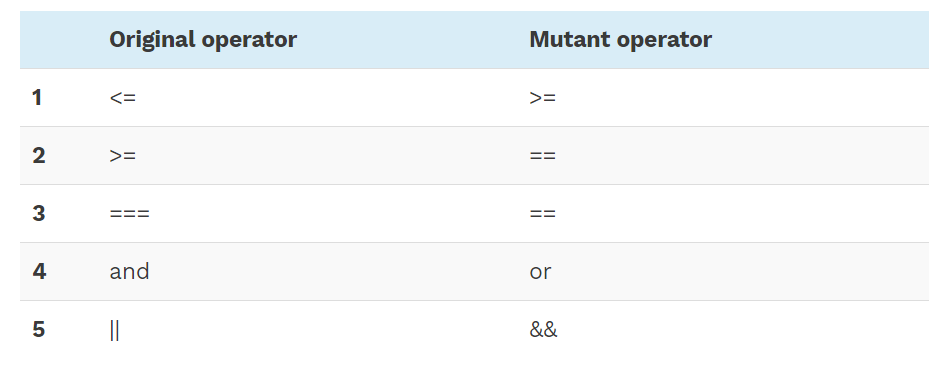 Original operator Mutant operator
1 <= >=
2 >= ==
3 === ==
4 and or
5 || &&